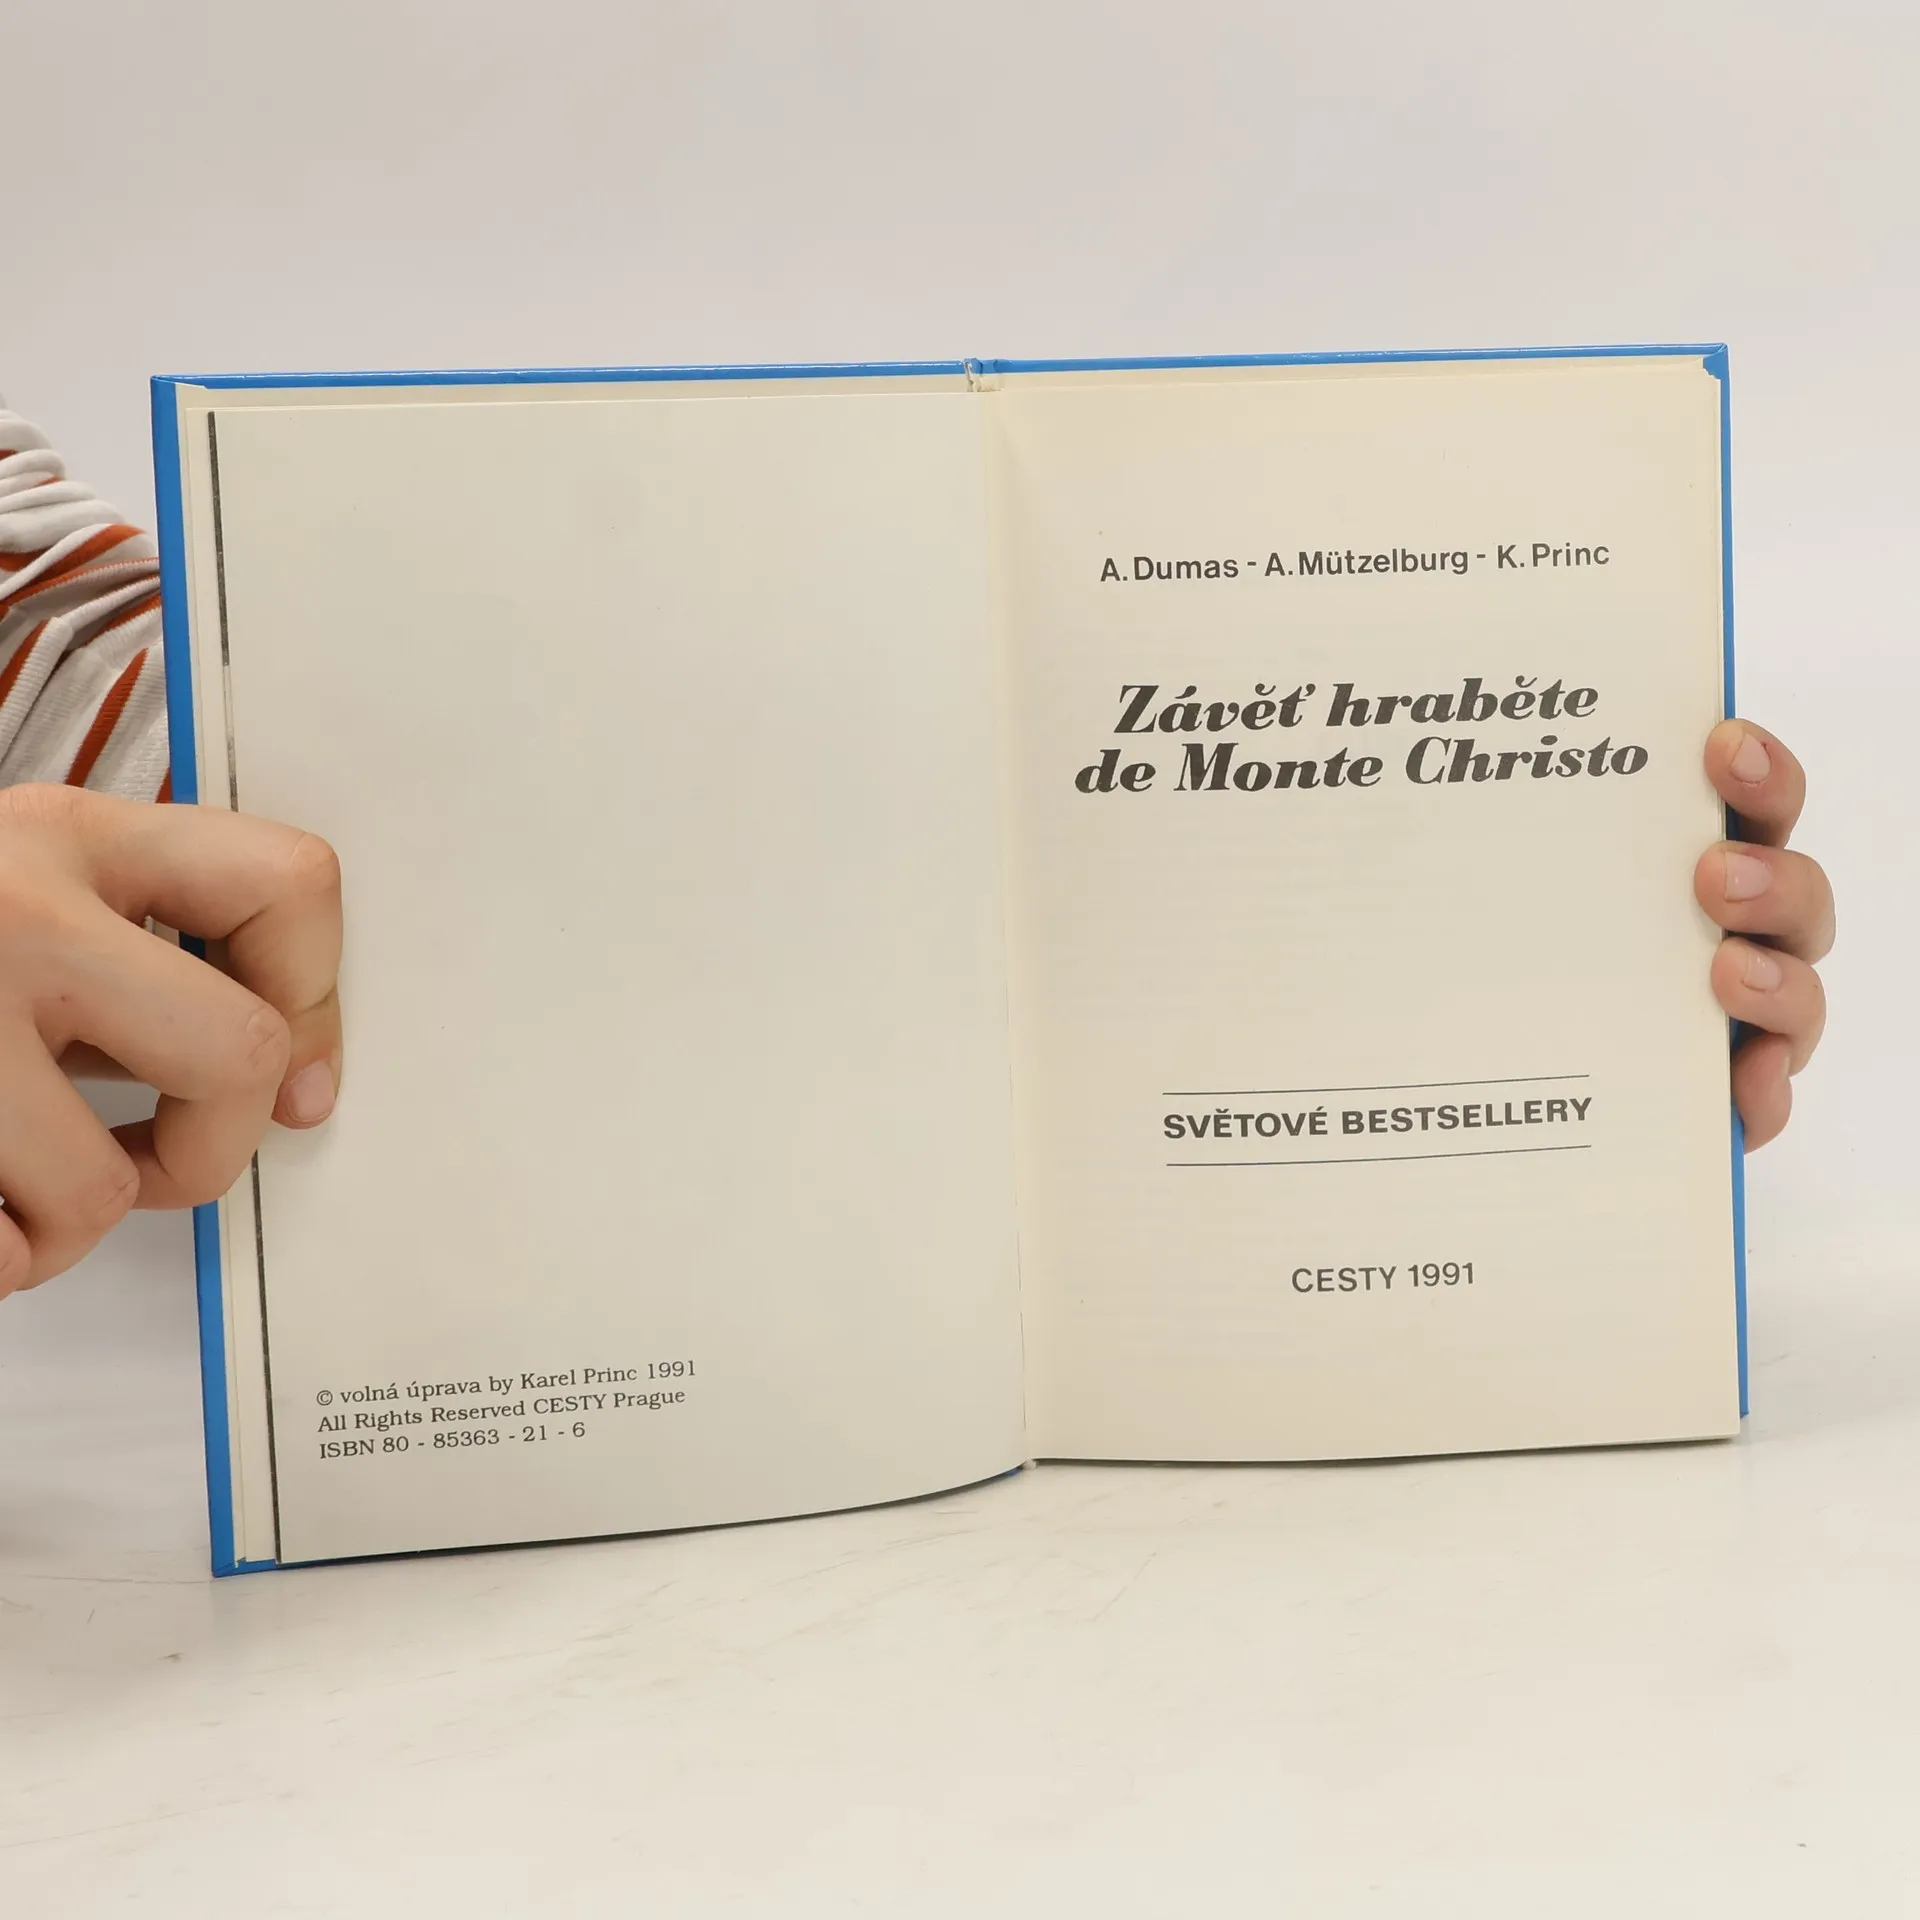 © volná úprava by Karel Princ 1991
All Rights Reserved CESTY Prague
ISBN 80 - 85363 - 21 - 6
A. Dumas - A. Mützelburg - K. Princ
Závěť hraběte
de Monte Christo
SVĚTOVÉ BESTSELLERY
CESTY 1991